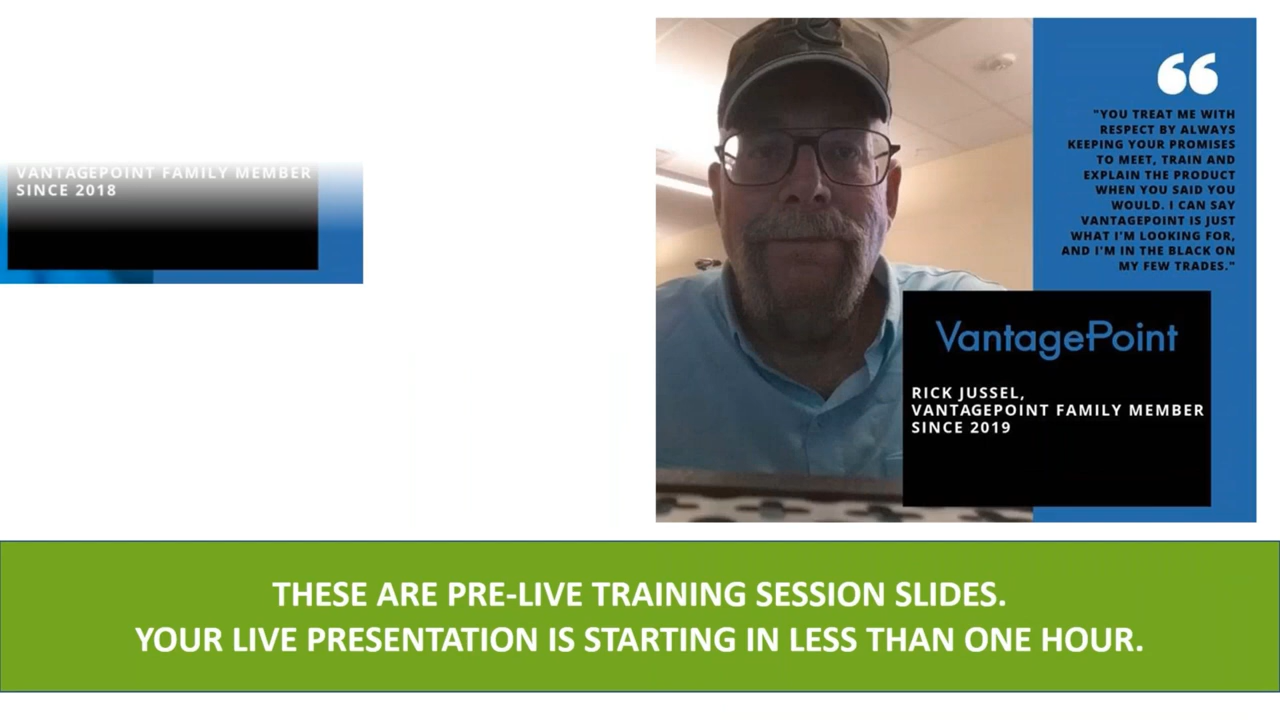 VANTAGEPOINT FAMILY MEMBER
SINCE 2018
"YOU TREAT ME WITH
RESPECT BY ALWAYS
KEEPING YOUR PROMISES
TO MEET, TRAIN AND
EXPLAIN THE PRODUCT
WHEN YOU SAID YOU
WOULD. I CAN SAY
VANTAGEPOINT IS JUST
WHAT I'M LOOKING FOR,
AND I'M IN THE BLACK ON
MY FEW TRADES."
VantagePoint
RICK JUSSEL,
VANTAGEPOINT FAMILY MEMBER
SINCE 2019
THESE ARE PRE-LIVE TRAINING SESSION SLIDES.
YOUR LIVE PRESENTATION IS STARTING IN LESS THAN ONE HOUR.